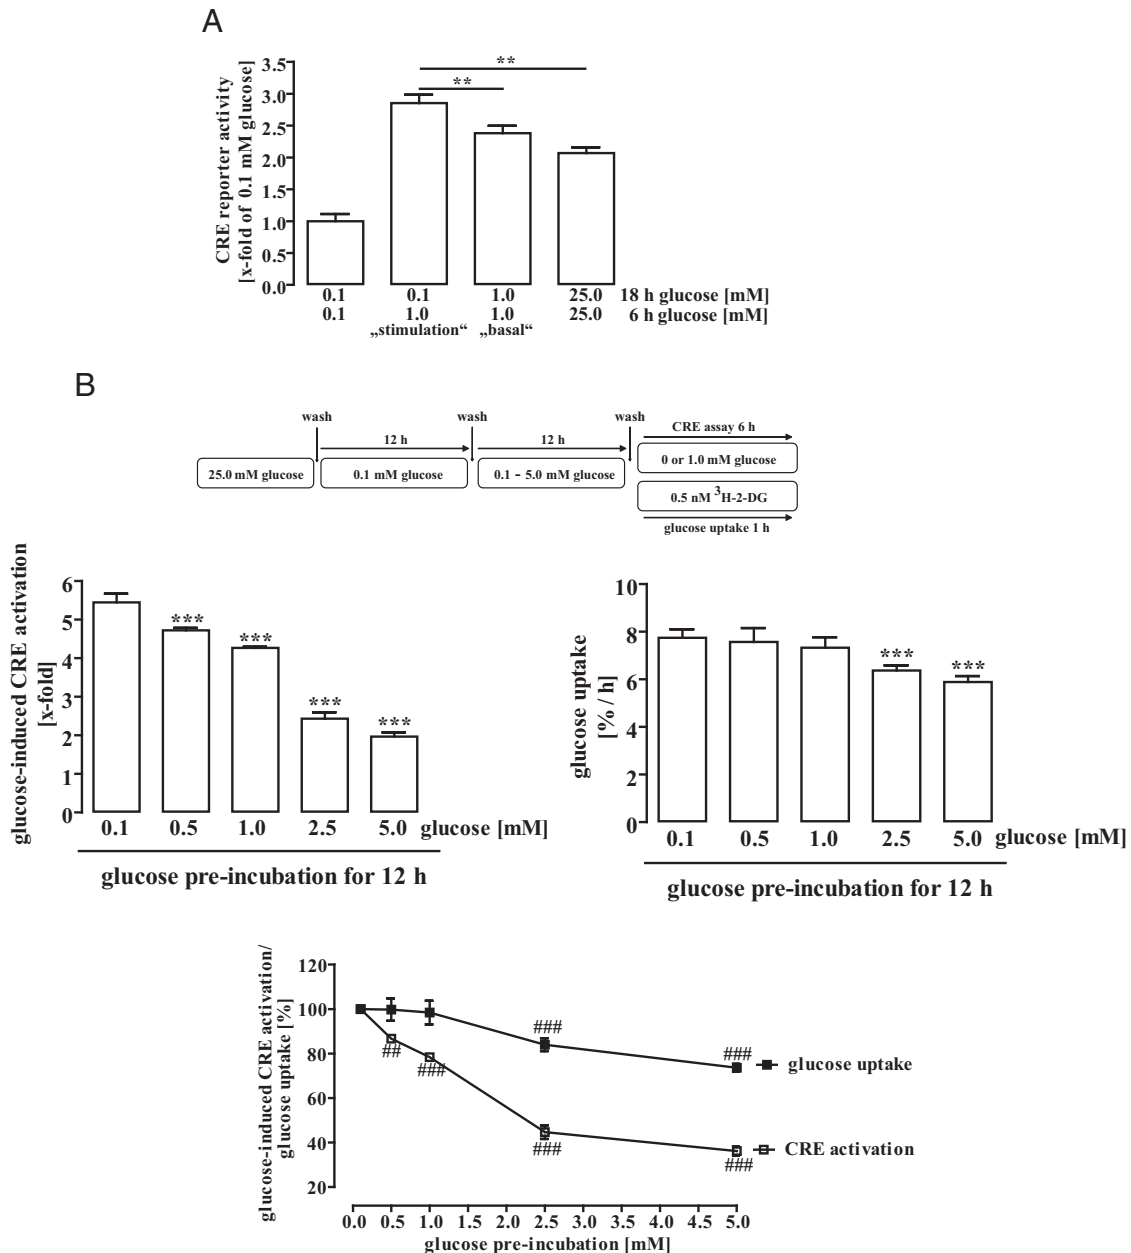 A
CRE reporter activity
[x-fold of 0.1 mM glucose]
3.5
3.0
2.5
2.0
1.5
1.0
0.5
0.0
**
**
0.1 0.1 1.0 25.0 18 h glucose [mM]
0.1 1.0 1.0 25.0 6 h glucose [mM]
„stimulation“ „basal“
B
wash wash wash
12 h 12 h CRE assay 6 h
25.0 mM glucose 0.1 mM glucose 0.1 - 5.0 mM glucose 0 or 1.0 mM glucose
0.5 nM ³H-2-DG
glucose uptake 1 h
glucose-induced CRE activation
[x-fold]
6
5
4
3
2
1
0
*** *** *** ***
0.1 0.5 1.0 2.5 5.0 glucose [mM]
glucose pre-incubation for 12 h
glucose uptake
[% / h]
10
8
6
4
2
0
*** ***
0.1 0.5 1.0 2.5 5.0 glucose [mM]
glucose pre-incubation for 12 h
glucose-induced CRE activation/
glucose uptake [%]
120
100
80
60
40
20
### ###
## ### ### ###
glucose uptake
CRE activation
0.0 0.5 1.0 1.5 2.0 2.5 3.0 3.5 4.0 4.5 5.0
glucose pre-incubation [mM]